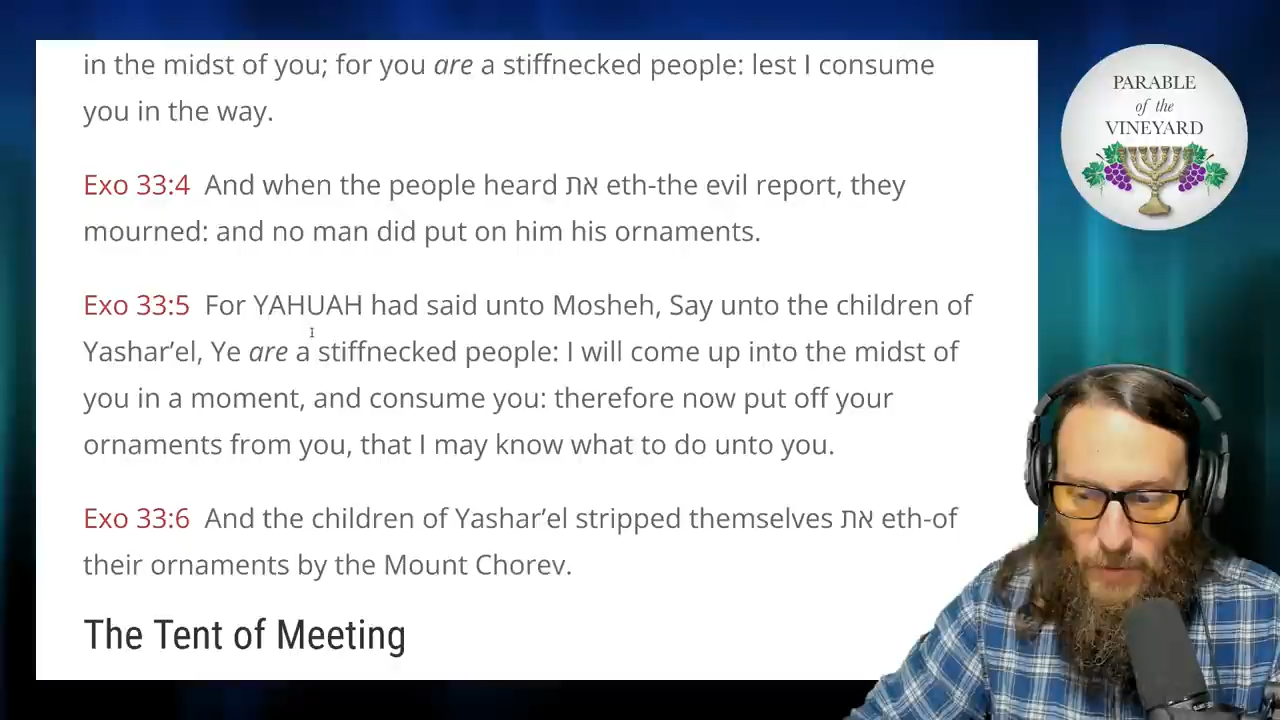 in the midst of you; for you are a stiffnecked people: lest I consume
you in the way.
Exo 33:4 And when the people heard את eth-the evil report, they
mourned: and no man did put on him his ornaments.
Exo 33:5 For YAHUAH had said unto Mosheh, Say unto the children of
Yashar’el, Ye are a stiffnecked people: I will come up into the midst of
you in a moment, and consume you: therefore now put off your
ornaments from you, that I may know what to do unto you.
Exo 33:6 And the children of Yashar’el stripped themselves את eth-of
their ornaments by the Mount Chorev.
The Tent of Meeting
PARABLE
of the
VINEYARD